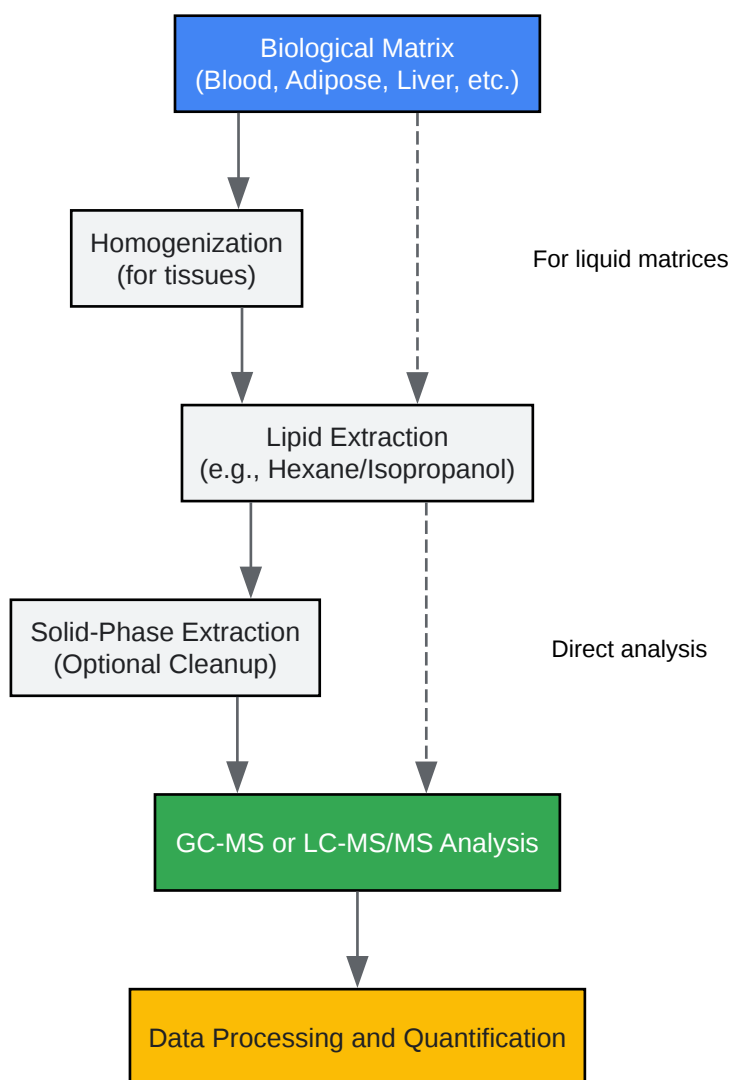 Biological Matrix
(Blood, Adipose, Liver, etc.)
Homogenization
(for tissues)
For liquid matrices
Lipid Extraction
(e.g., Hexane/Isopropanol)
Solid-Phase Extraction
(Optional Cleanup)
Direct analysis
GC-MS or LC-MS/MS Analysis
Data Processing and Quantification